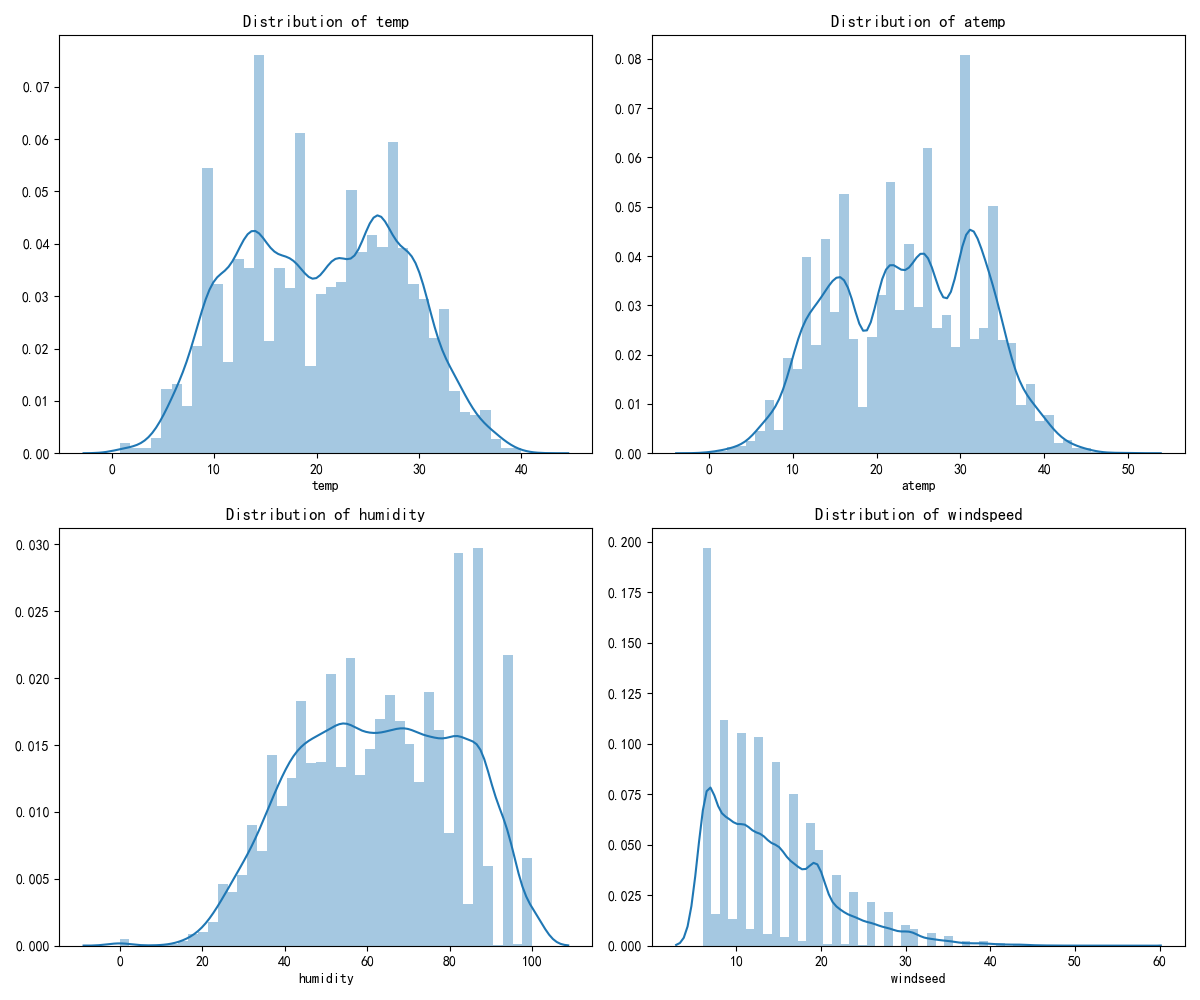 Distribution of temp
0.07
0.06
0.05
0.04
0.03
0.02
0.01
0.00
0 10 20 30 40
temp
Distribution of atemp
0.08
0.07
0.06
0.05
0.04
0.03
0.02
0.01
0.00
0 10 20 30 40 50
atemp
Distribution of humidity
0.030
0.025
0.020
0.015
0.010
0.005
0.000
0 20 40 60 80 100
humidity
Distribution of windspeed
0.200
0.175
0.150
0.125
0.100
0.075
0.050
0.025
0.000
10 20 30 40 50 60
windseed